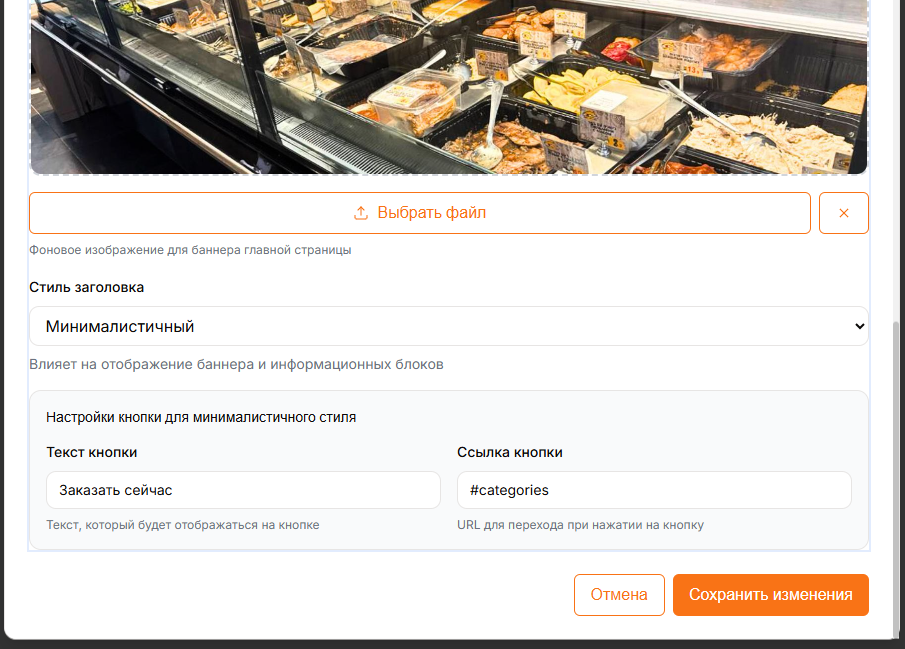 Выбрать файл
Фоновое изображение для баннера главной страницы
Стиль заголовка
Минималистичный
Влияет на отображение баннера и информационных блоков
Настройки кнопки для минималистичного стиля
Текст кнопки
Ссылка кнопки
Заказать сейчас
#categories
Текст, который будет отображаться на кнопке
URL для перехода при нажатии на кнопку
Отмена
Сохранить изменения